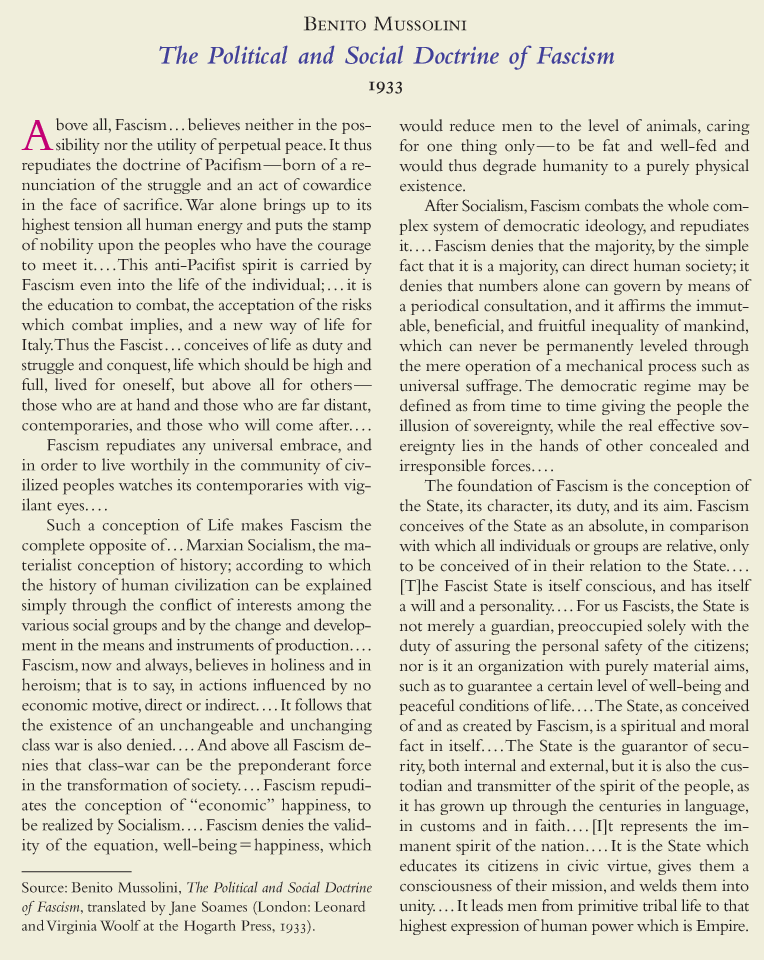 Benito Mussolini
The Political and Social Doctrine of Fascism
1933
Above all, Fascism... believes neither in the pos-
sibility nor the utility of perpetual peace. It thus
repudiates the doctrine of Pacifism—born of a re-
nunciation of the struggle and an act of cowardice
in the face of sacrifice. War alone brings up to its
highest tension all human energy and puts the stamp
of nobility upon the peoples who have the courage
to meet it.... This anti-Pacifist spirit is carried by
Fascism even into the life of the individual;... it is
the education to combat, the acceptation of the risks
which combat implies, and a new way of life for
Italy. Thus the Fascist... conceives of life as duty and
struggle and conquest, life which should be high and
full, lived for oneself, but above all for others—
those who are at hand and those who are far distant,
contemporaries, and those who will come after....
Fascism repudiates any universal embrace, and
in order to live worthily in the community of civ-
ilized peoples watches its contemporaries with vig-
ilant eyes....
Such a conception of Life makes Fascism the
complete opposite of... Marxian Socialism, the ma-
terialist conception of history; according to which
the history of human civilization can be explained
simply through the conflict of interests among the
various social groups and by the change and develop-
ment in the means and instruments of production....
Fascism, now and always, believes in holiness and in
heroism; that is to say, in actions influenced by no
economic motive, direct or indirect.... It follows that
the existence of an unchangeable and unchanging
class war is also denied.... And above all Fascism de-
nies that class-war can be the preponderant force
in the transformation of society.... Fascism repudi-
ates the conception of “economic” happiness, to
be realized by Socialism.... Fascism denies the valid-
ity of the equation, well-being = happiness, which
Source: Benito Mussolini, The Political and Social Doctrine
of Fascism, translated by Jane Soames (London: Leonard
and Virginia Woolf at the Hogarth Press, 1933).
would reduce men to the level of animals, caring
for one thing only—to be fat and well-fed and
would thus degrade humanity to a purely physical
existence.
After Socialism, Fascism combats the whole com-
plex system of democratic ideology, and repudiates
it.... Fascism denies that the majority, by the simple
fact that it is a majority, can direct human society; it
denies that numbers alone can govern by means of
a periodical consultation, and it affirms the immut-
able, beneficial, and fruitful inequality of mankind,
which can never be permanently leveled through
the mere operation of a mechanical process such as
universal suffrage. The democratic regime may be
defined as from time to time giving the people the
illusion of sovereignty, while the real effective sov-
ereignty lies in the hands of other concealed and
irresponsible forces....
The foundation of Fascism is the conception of
the State, its character, its duty, and its aim. Fascism
conceives of the State as an absolute, in comparison
with which all individuals or groups are relative, only
to be conceived of in their relation to the State....
[T]he Fascist State is itself conscious, and has itself
a will and a personality.... For us Fascists, the State is
not merely a guardian, preoccupied solely with the
duty of assuring the personal safety of the citizens;
nor is it an organization with purely material aims,
such as to guarantee a certain level of well-being and
peaceful conditions of life.... The State, as conceived
of and as created by Fascism, is a spiritual and moral
fact in itself.... The State is the guarantor of secu-
rity, both internal and external, but it is also the cus-
todian and transmitter of the spirit of the people, as
it has grown up through the centuries in language,
in customs and in faith.... [I]t represents the im-
manent spirit of the nation.... It is the State which
educates its citizens in civic virtue, gives them a
consciousness of their mission, and welds them into
unity.... It leads men from primitive tribal life to that
highest expression of human power which is Empire.